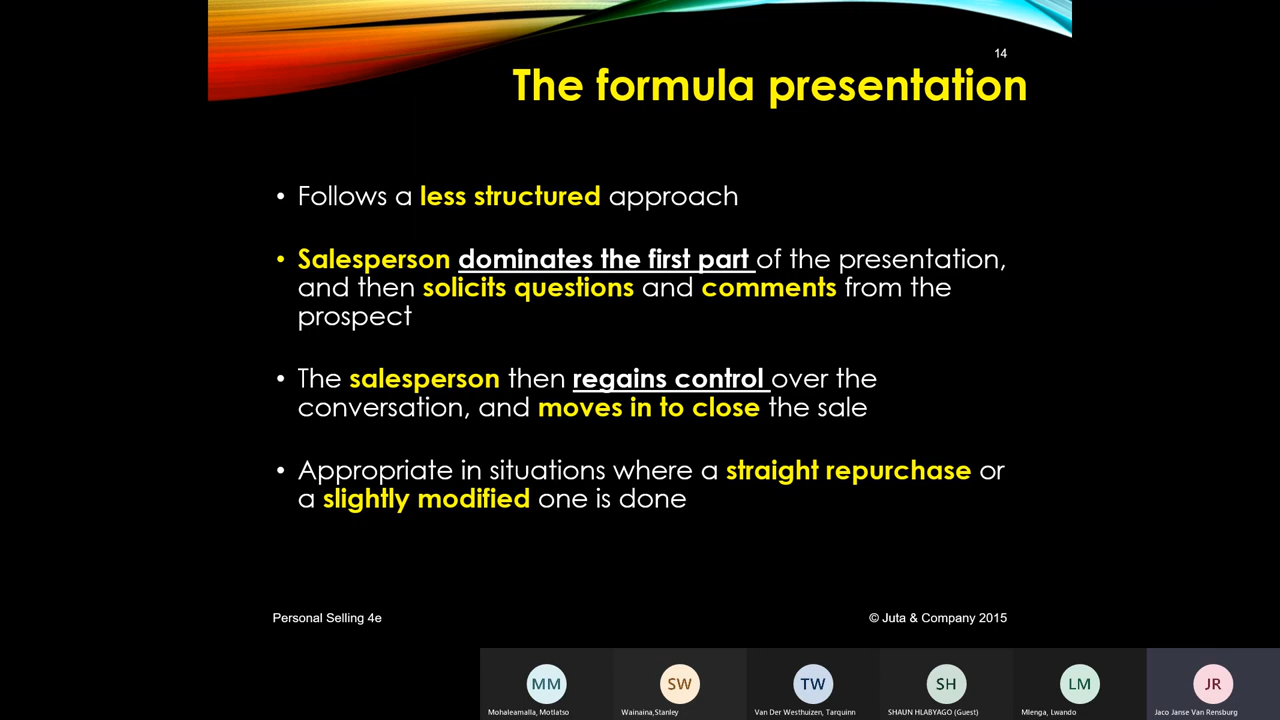 14
The formula presentation
• Follows a less structured approach
• Salesperson dominates the first part of the presentation,
and then solicits questions and comments from the
prospect
• The salesperson then regains control over the
conversation, and moves in to close the sale
• Appropriate in situations where a straight repurchase or
a slightly modified one is done
Personal Selling 4e
© Juta & Company 2015
MM
SW
TW
SH
LM
JR
Mohaleamalla, Motlatso
Wainaina,Stanley
Van Der Westhuizen, Tarquinn
SHAUN HLABYAGO (Guest)
Mlenga, Lwando
Jaco Janse Van Rensburg